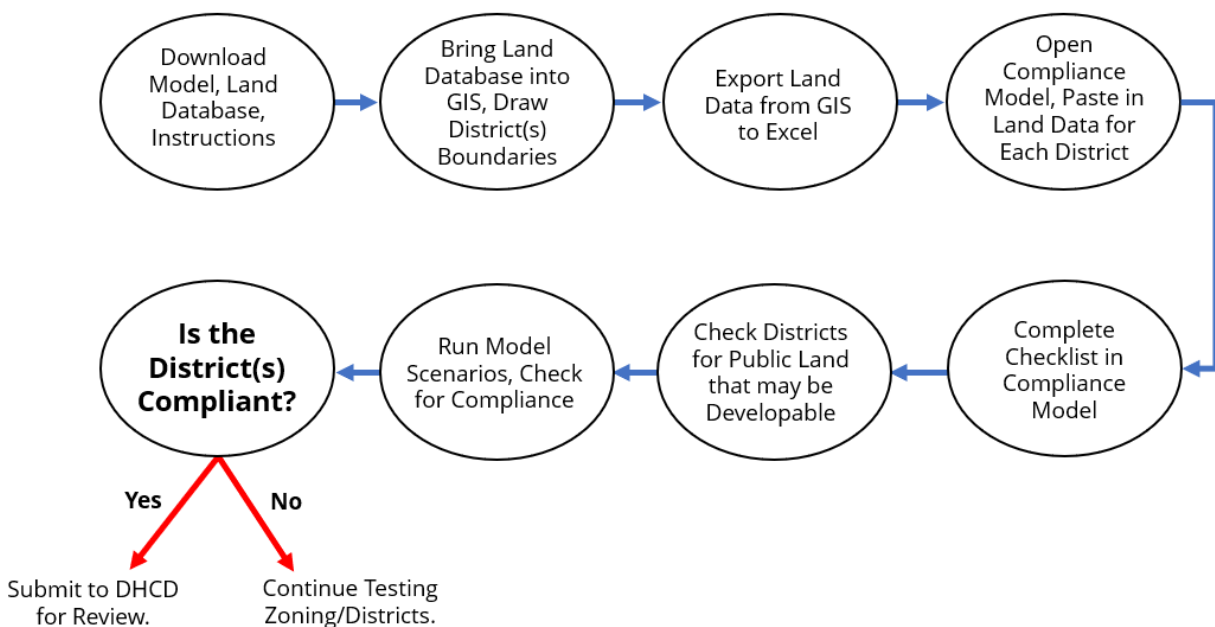 Download
Model, Land
Database,
Instructions
Bring Land
Database into
GIS, Draw
District(s)
Boundaries
Export Land
Data from GIS
to Excel
Open
Compliance
Model, Paste in
Land Data for
Each District
Complete
Checklist in
Compliance
Model
Check Districts
for Public Land
that may be
Developable
Run Model
Scenarios, Check
for Compliance
Is the
District(s)
Compliant?
Yes
No
Submit to DHCD
for Review.
Continue Testing
Zoning/Districts.